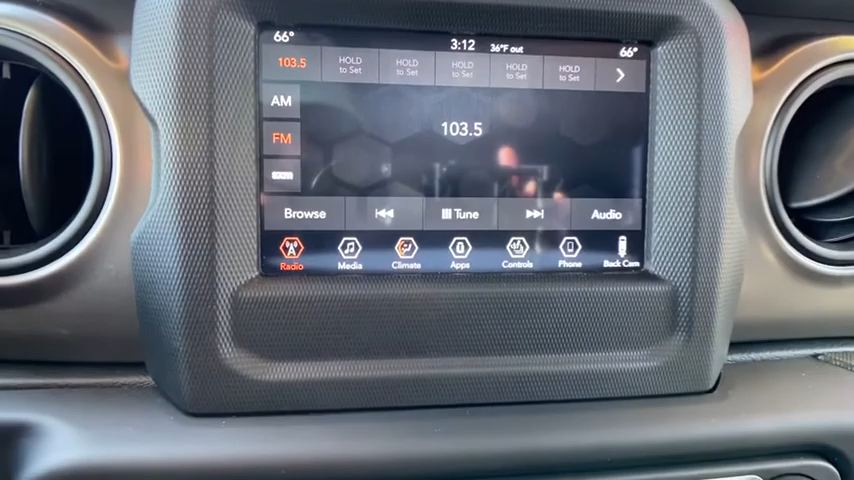 66° 3:12 36°F out 66°
103.5 HOLD to Set HOLD to Set HOLD to Set HOLD to Set HOLD to Set
AM
103.5
FM
Browse Tune Audio
Radio Media Climate Apps Controls Phone Back Cam